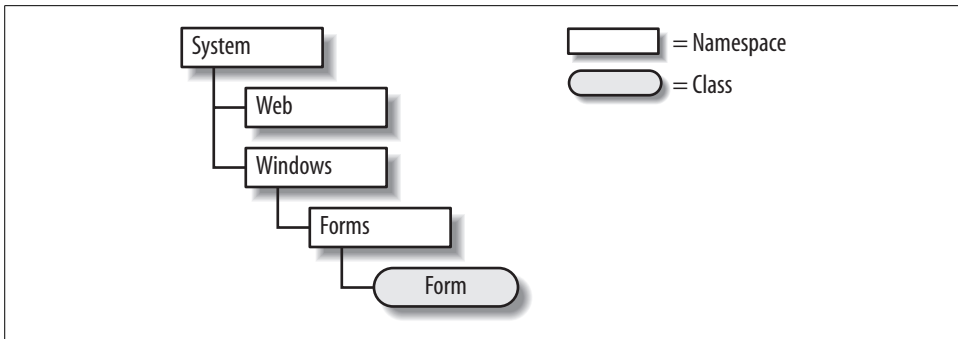 System
Web
Windows
Forms
Form
= Namespace
= Class